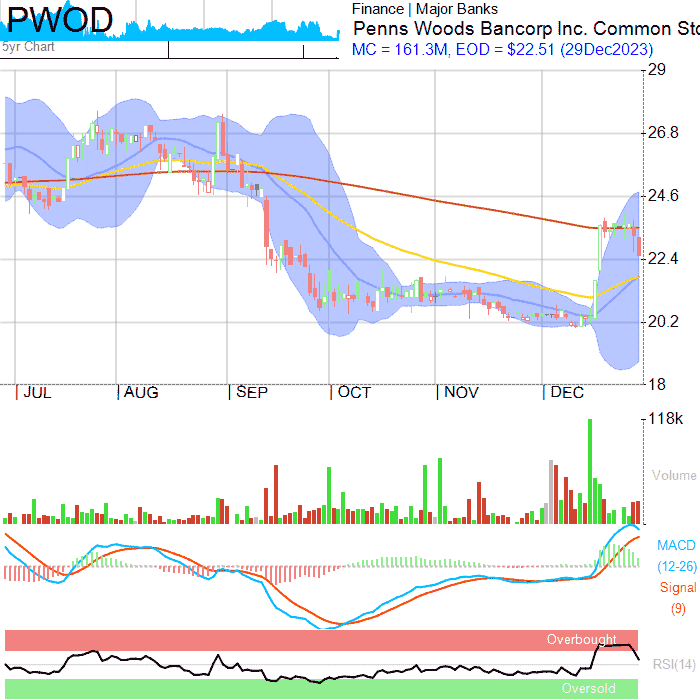 PWOD
5yr Chart
Finance | Major Banks
Penns Woods Bancorp Inc. Common Sto
MC = 161.3M, EOD = $22.51 (29Dec2023)
29
26.8
24.6
22.4
20.2
18
JUL AUG SEP OCT NOV DEC
118k
Volume
MACD
(12-26)
Signal
(9)
Overbought
RSI(14)
Oversold